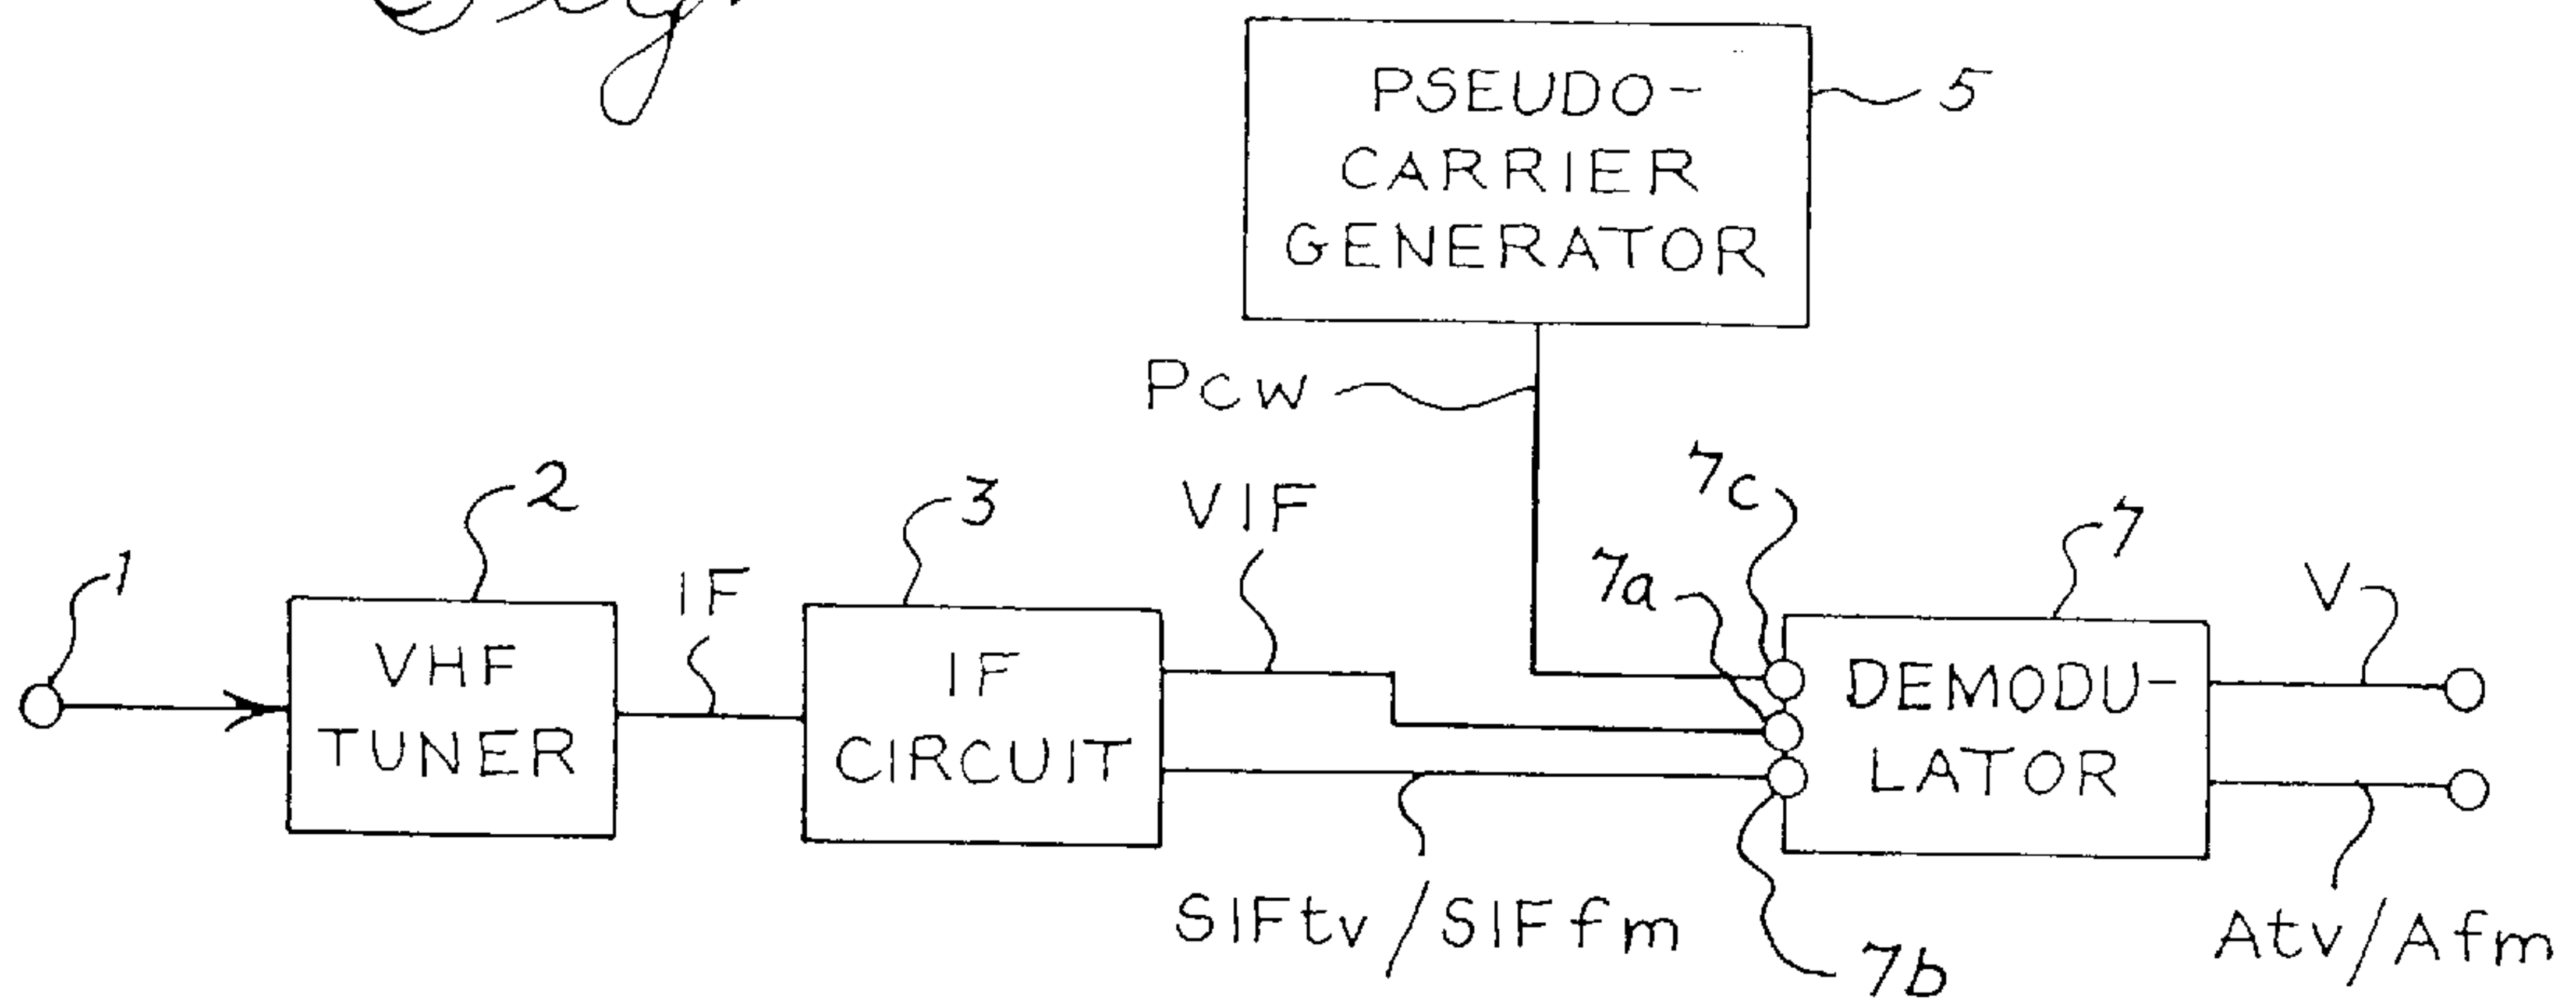 PSEUDO-
CARRIER
GENERATOR
5
Pcw
7c
VIF
2
3
7
7a
1
IF
V
VHF
TUNER
IF
CIRCUIT
DEMODU-
LATOR
SIFtv/SIFfm
7b
Atv/Afm